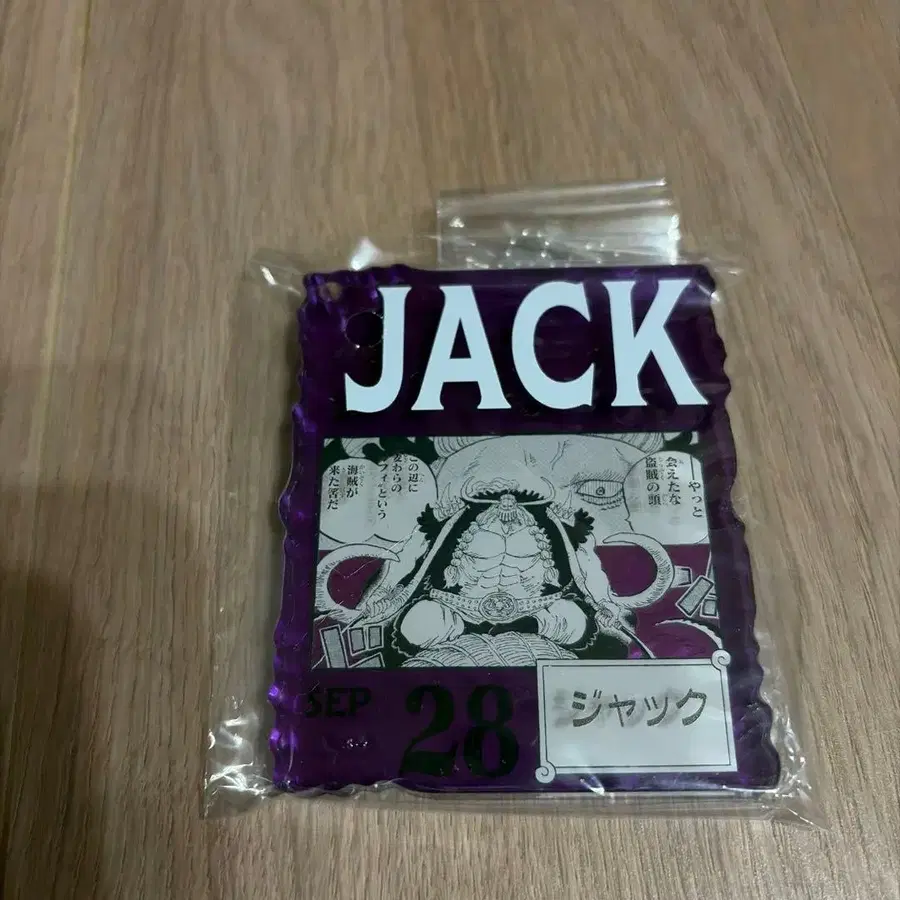 JACK
──やっと
会えたな
盗賊の頭
この辺に
麦わらの
ルフィという
海賊が
来た筈だ
SEP
28
ジャック